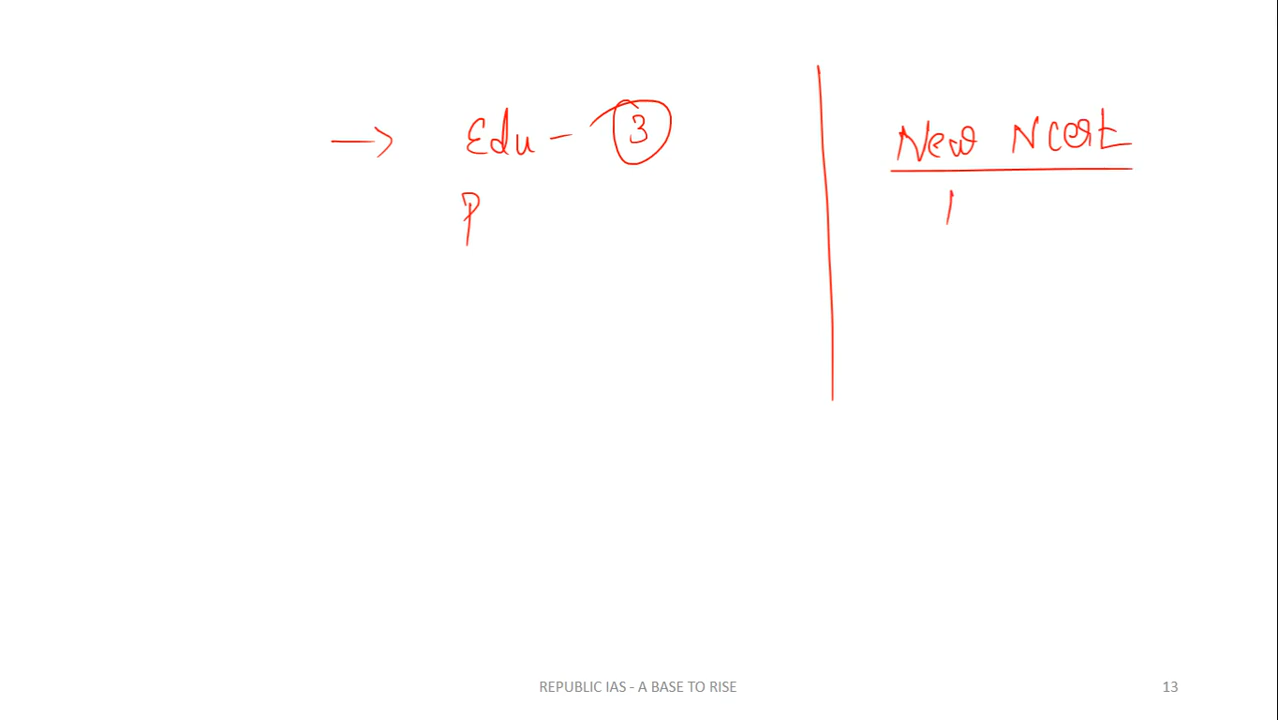 → Edu - 3
P
New Ncert
REPUBLIC IAS - A BASE TO RISE
13